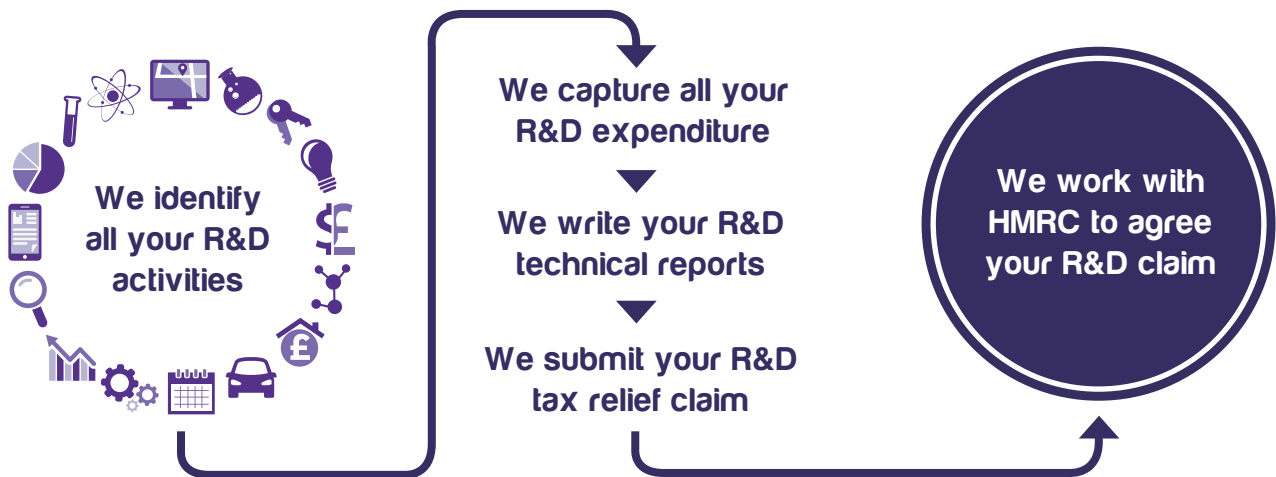 We identify
all your R&D
activities
We capture all your
R&D expenditure
We write your R&D
technical reports
We submit your R&D
tax relief claim
We work with
HMRC to agree
your R&D claim